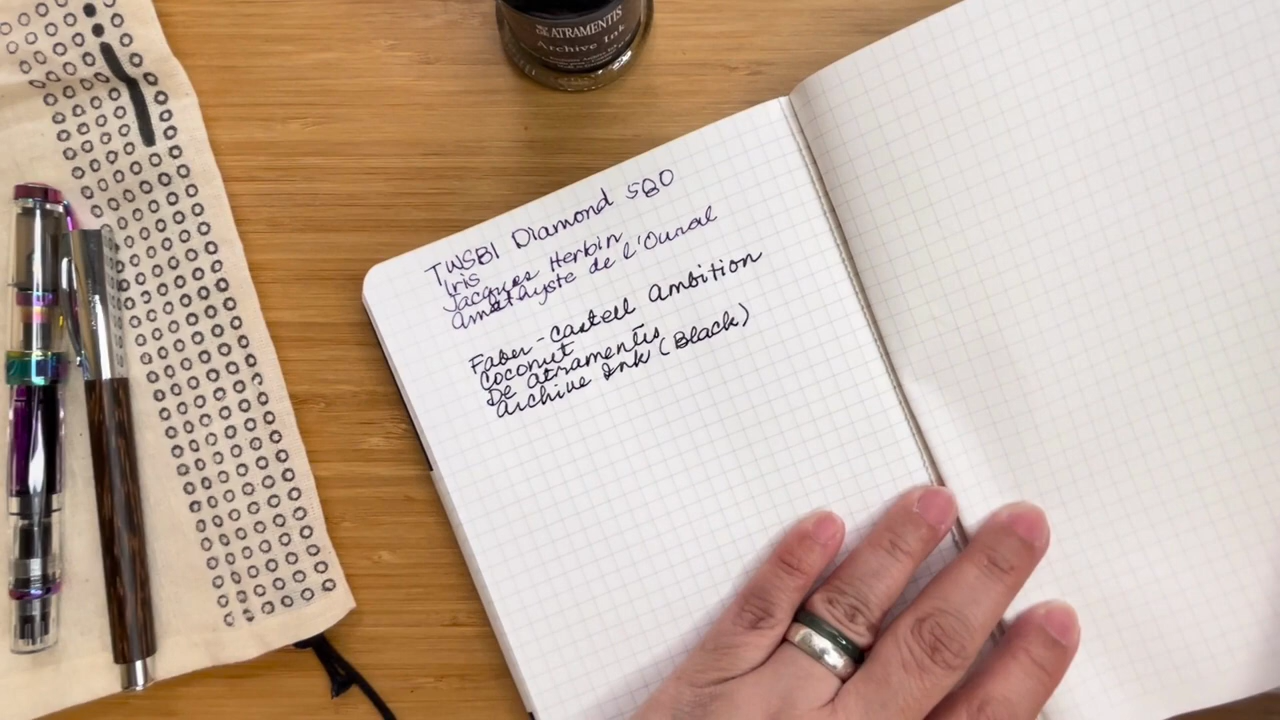 DE ATRAMENTIS
Archive Ink
TWSBI Diamond 580
Iris
Jacques Herbin
Amethyste de l'Oural
Faber-Castell Ambition
Coconut
De Atramentis
Archive Ink (Black)